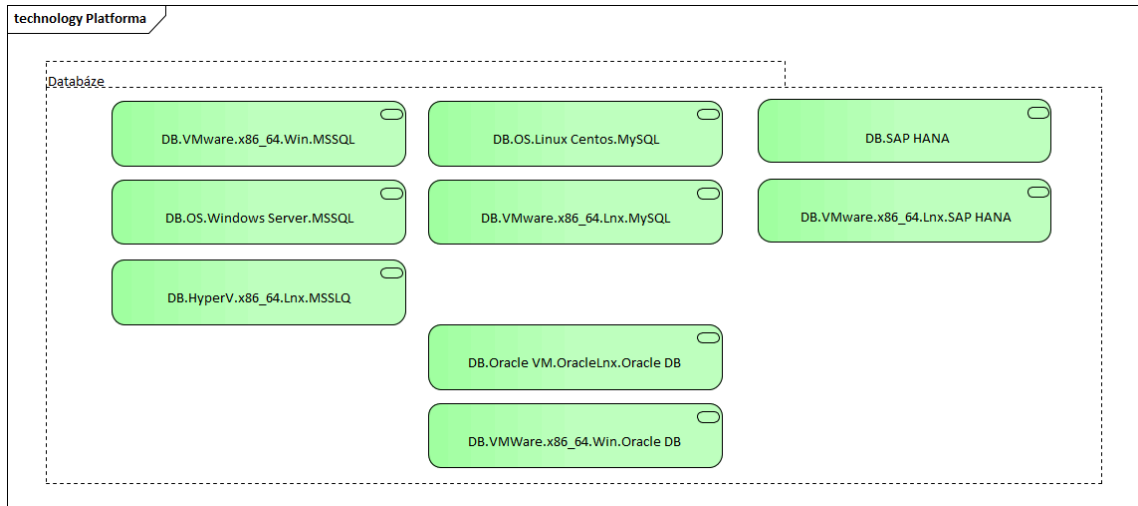 technology Platforma
Databáze
DB.VMware.x86_64.Win.MSSQL
DB.OS.Linux Centos.MySQL
DB.SAP HANA
DB.OS.Windows Server.MSSQL
DB.VMware.x86_64.Lnx.MySQL
DB.VMware.x86_64.Lnx.SAP HANA
DB.HyperV.x86_64.Lnx.MSSLQ
DB.Oracle VM.OracleLnx.Oracle DB
DB.VMWare.x86_64.Win.Oracle DB